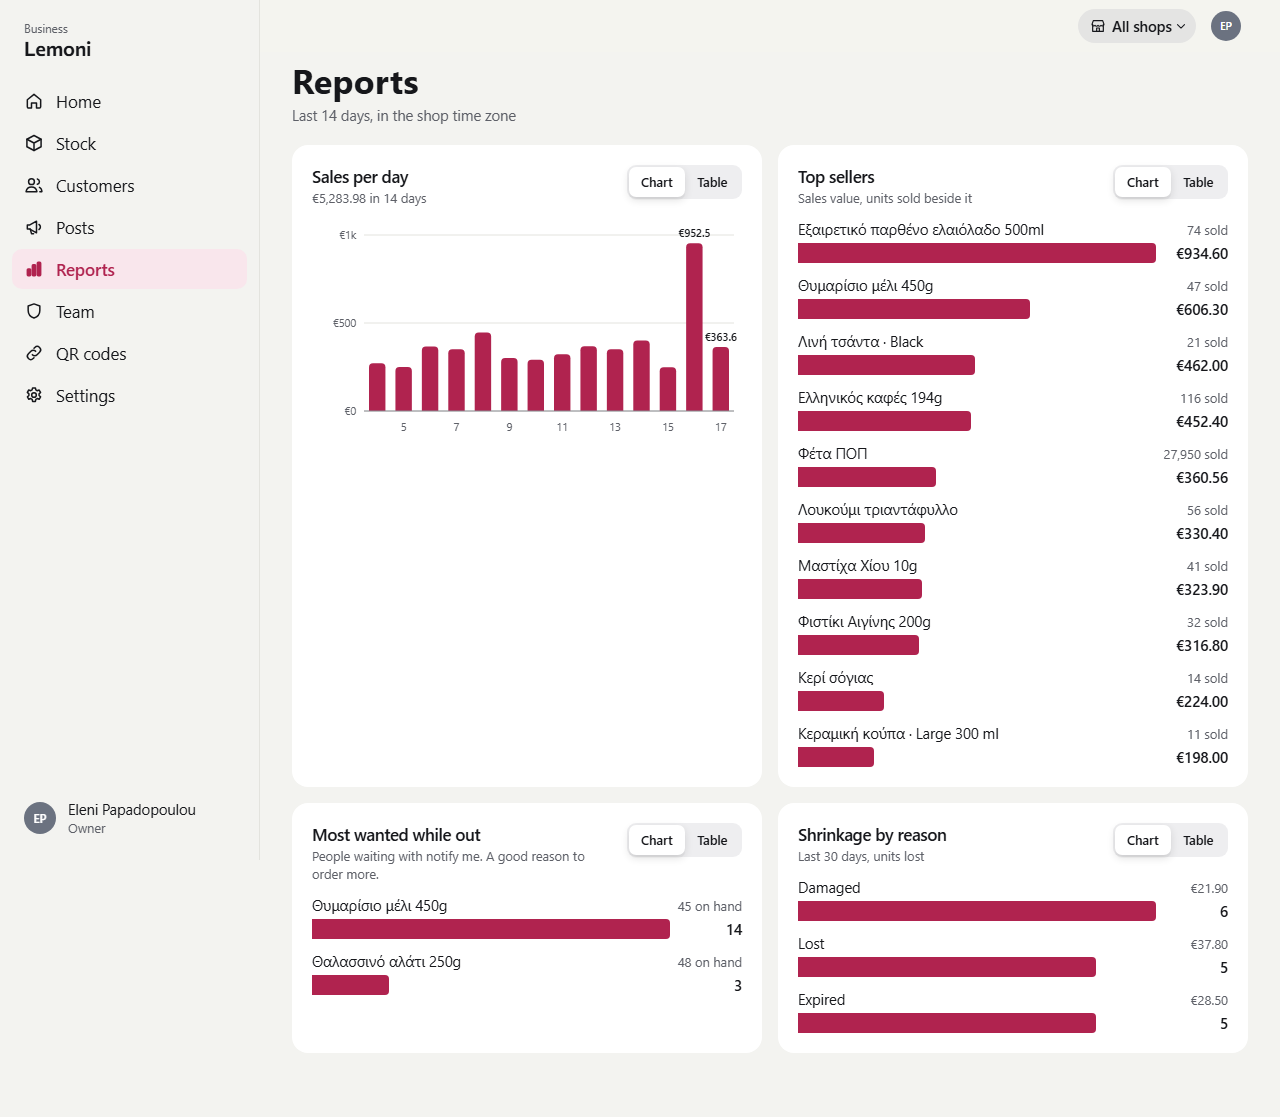 Business
Lemoni
Home
Stock
Customers
Posts
Reports
Team
QR codes
Settings
EP
Eleni Papadopoulou
Owner
All shops
EP
Reports
Last 14 days, in the shop time zone
Sales per day
€5,283.98 in 14 days
Chart
Table
€1k
€500
€0
€952.5
€363.6
5
7
9
11
13
15
17
Top sellers
Sales value, units sold beside it
Chart
Table
Εξαιρετικό παρθένο ελαιόλαδο 500ml
74 sold
€934.60
Θυμαρίσιο μέλι 450g
47 sold
€606.30
Λινή τσάντα · Black
21 sold
€462.00
Ελληνικός καφές 194g
116 sold
€452.40
Φέτα ΠΟΠ
27,950 sold
€360.56
Λουκούμι τριαντάφυλλο
56 sold
€330.40
Μαστίχα Χίου 10g
41 sold
€323.90
Φιστίκι Αιγίνης 200g
32 sold
€316.80
Κερί σόγιας
14 sold
€224.00
Κεραμική κούπα · Large 300 ml
11 sold
€198.00
Most wanted while out
People waiting with notify me. A good reason to
order more.
Chart
Table
Θυμαρίσιο μέλι 450g
45 on hand
14
Θαλασσινό αλάτι 250g
48 on hand
3
Shrinkage by reason
Last 30 days, units lost
Chart
Table
Damaged
€21.90
6
Lost
€37.80
5
Expired
€28.50
5